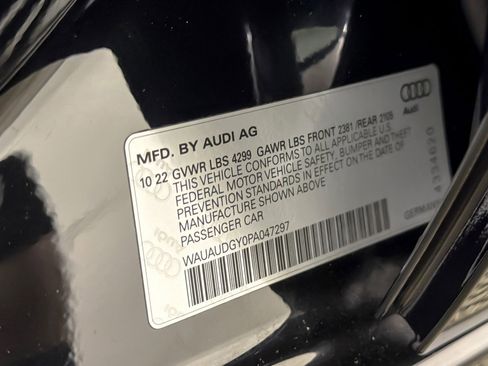 Audi
MFD. BY AUDI AG
10 22 GVWR LBS 4299 GAWR LBS FRONT 2381 /REAR 2105
THIS VEHICLE CONFORMS TO ALL APPLICABLE U.S.
FEDERAL MOTOR VEHICLE SAFETY, BUMPER AND THEFT
PREVENTION STANDARDS IN EFFECT ON THE DATE OF
MANUFACTURE SHOWN ABOVE
PASSENGER CAR
WAUAUDGY0PA047297
GERMANY
4134620